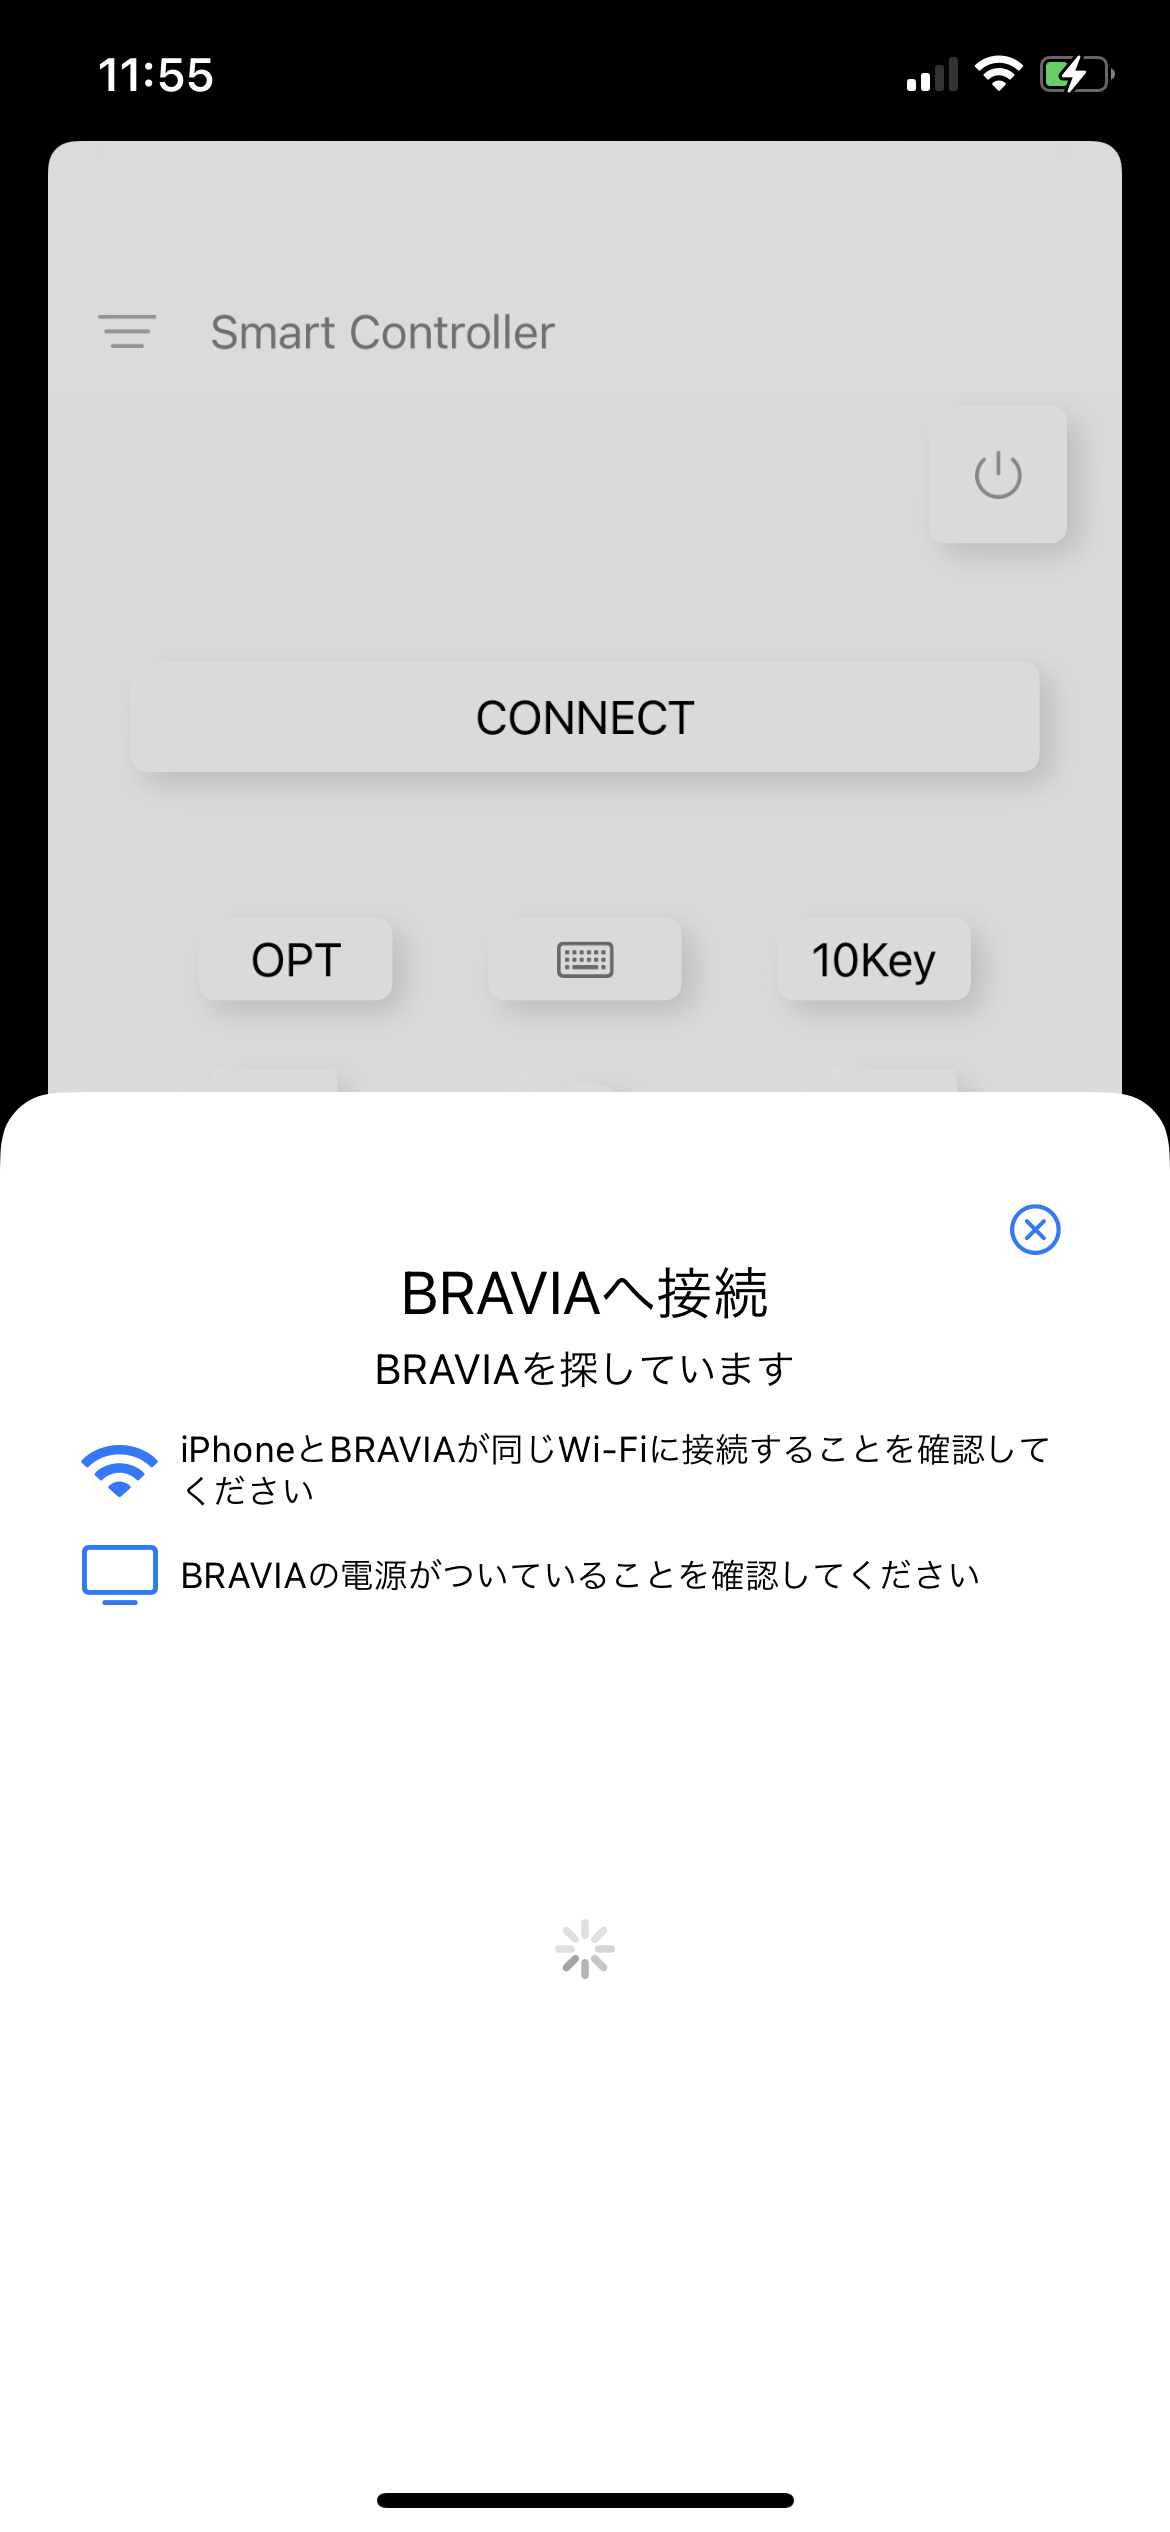 11:55
Smart Controller
CONNECT
OPT
10Key
BRAVIAへ接続
BRAVIAを探しています
iPhoneとBRAVIAが同じWi-Fiに接続することを確認して
ください
BRAVIAの電源がついていることを確認してください